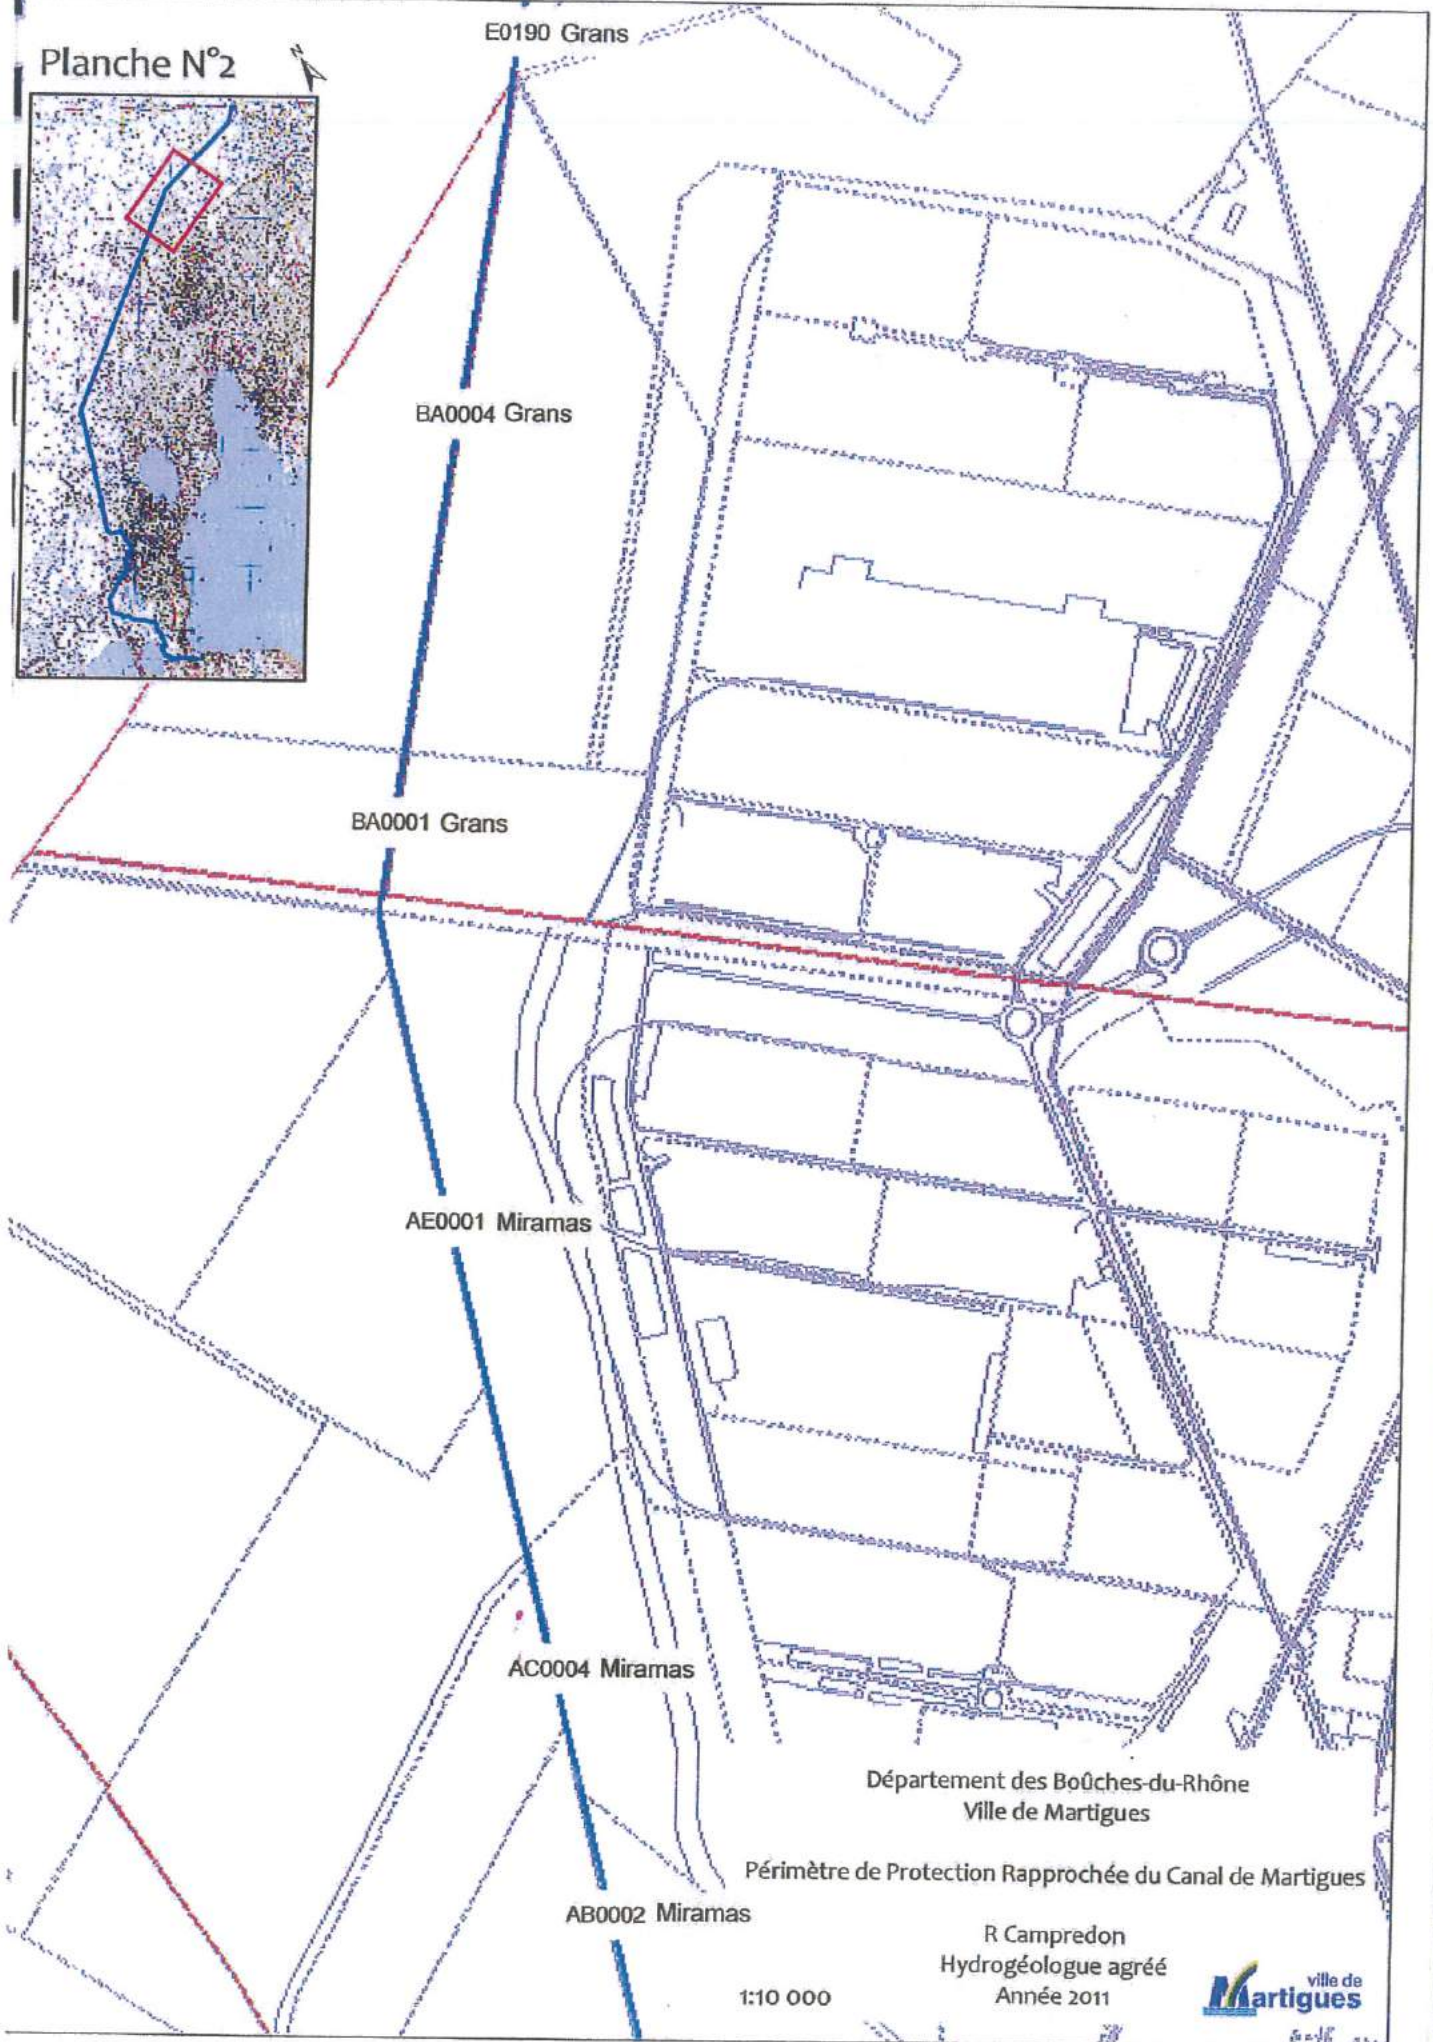 E0190 Grans
Planche N°2
BA0004 Grans
BA0001 Grans
AE0001 Miramas
AC0004 Miramas
Département des Boûches-du-Rhône
Ville de Martigues
Périmètre de Protection Rapprochée du Canal de Martigues
AB0002 Miramas
R Campredon
Hydrogéologue agréé
Année 2011
1:10 000
ville de
Martigues